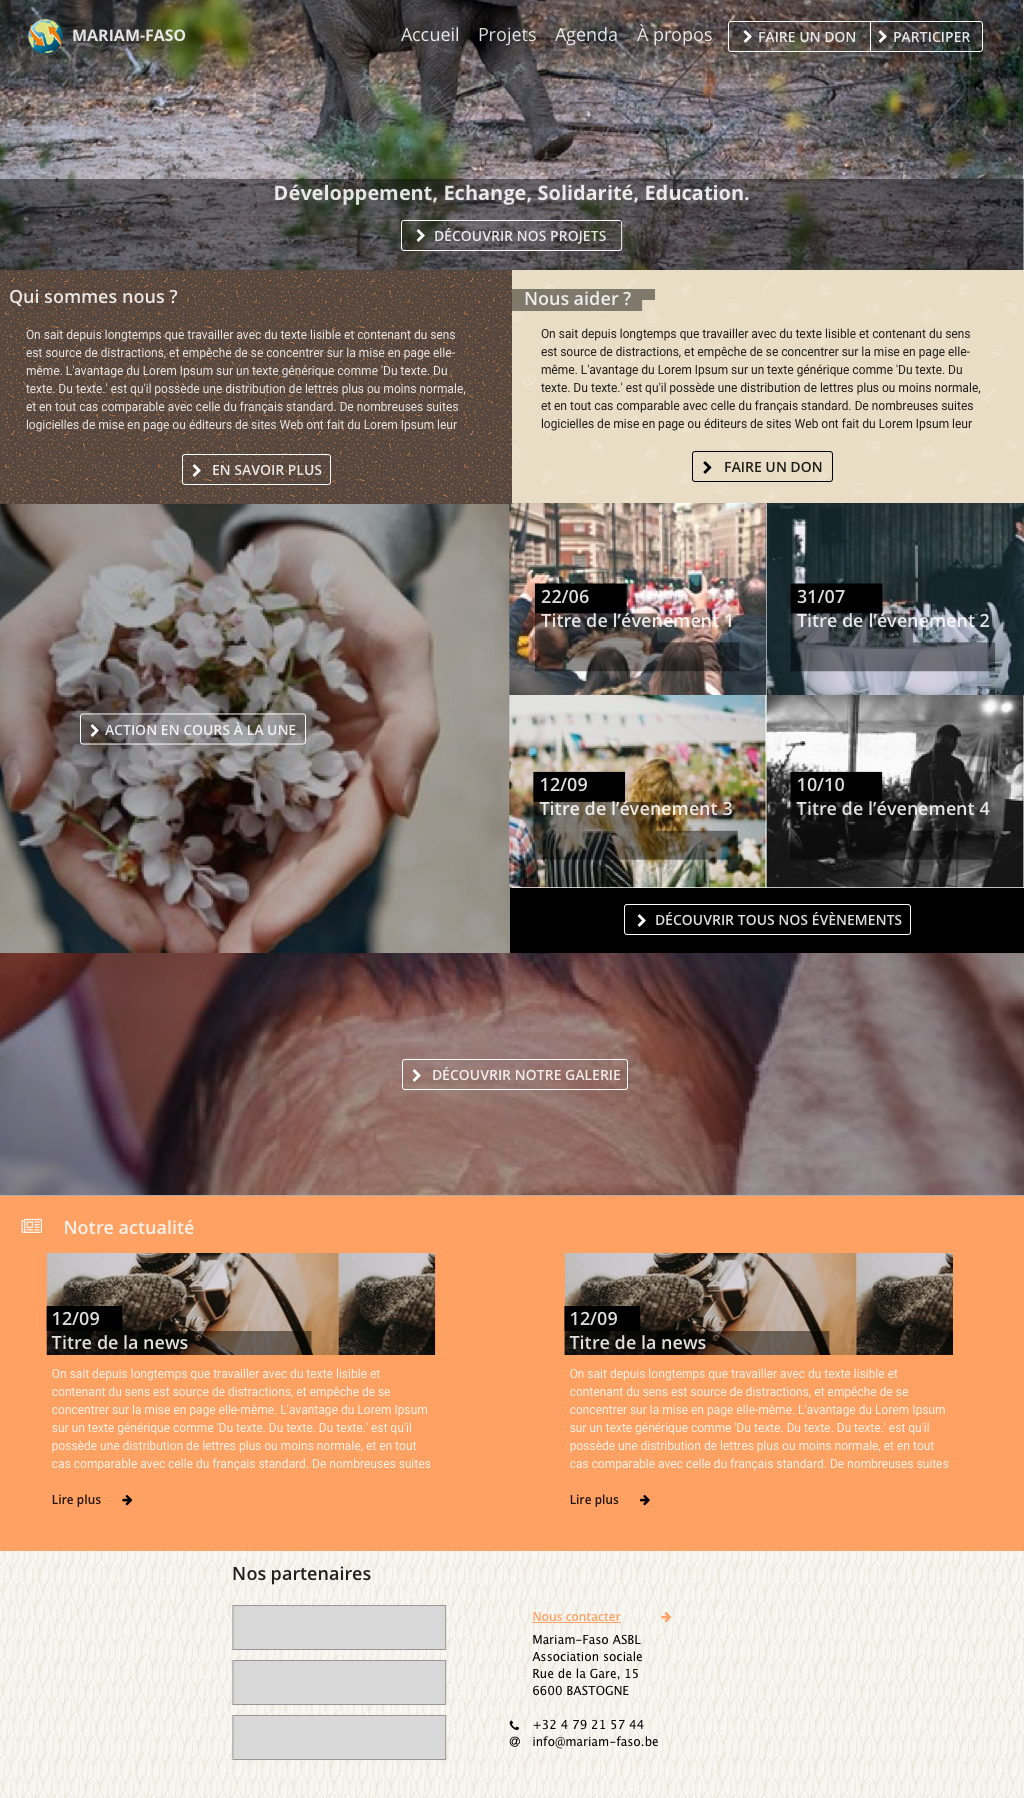 MARIAM-FASO
Accueil Projets Agenda À propos FAIRE UN DON PARTICIPER
Développement, Echange, Solidarité, Education.
DÉCOUVRIR NOS PROJETS
Qui sommes nous ?
On sait depuis longtemps que travailler avec du texte lisible et contenant du sens
est source de distractions, et empêche de se concentrer sur la mise en page elle-
même. L'avantage du Lorem Ipsum sur un texte générique comme 'Du texte. Du
texte. Du texte.' est qu'il possède une distribution de lettres plus ou moins normale,
et en tout cas comparable avec celle du français standard. De nombreuses suites
logicielles de mise en page ou éditeurs de sites Web ont fait du Lorem Ipsum leur
EN SAVOIR PLUS
Nous aider ?
On sait depuis longtemps que travailler avec du texte lisible et contenant du sens
est source de distractions, et empêche de se concentrer sur la mise en page elle-
même. L'avantage du Lorem Ipsum sur un texte générique comme 'Du texte. Du
texte. Du texte.' est qu'il possède une distribution de lettres plus ou moins normale,
et en tout cas comparable avec celle du français standard. De nombreuses suites
logicielles de mise en page ou éditeurs de sites Web ont fait du Lorem Ipsum leur
FAIRE UN DON
ACTION EN COURS À LA UNE
22/06
Titre de l'évenement 1
31/07
Titre de l'évenement 2
12/09
Titre de l'évenement 3
10/10
Titre de l'évenement 4
DÉCOUVRIR TOUS NOS ÉVÈNEMENTS
DÉCOUVRIR NOTRE GALERIE
Notre actualité
12/09
Titre de la news
On sait depuis longtemps que travailler avec du texte lisible et
contenant du sens est source de distractions, et empêche de se
concentrer sur la mise en page elle-même. L'avantage du Lorem Ipsum
sur un texte générique comme 'Du texte. Du texte. Du texte.' est qu'il
possède une distribution de lettres plus ou moins normale, et en tout
cas comparable avec celle du français standard. De nombreuses suites
Lire plus
12/09
Titre de la news
On sait depuis longtemps que travailler avec du texte lisible et
contenant du sens est source de distractions, et empêche de se
concentrer sur la mise en page elle-même. L'avantage du Lorem Ipsum
sur un texte générique comme 'Du texte. Du texte. Du texte.' est qu'il
possède une distribution de lettres plus ou moins normale, et en tout
cas comparable avec celle du français standard. De nombreuses suites
Lire plus
Nos partenaires
Nous contacter
Mariam-Faso ASBL
Association sociale
Rue de la Gare, 15
6600 BASTOGNE
+32 4 79 21 57 44
info@mariam-faso.be